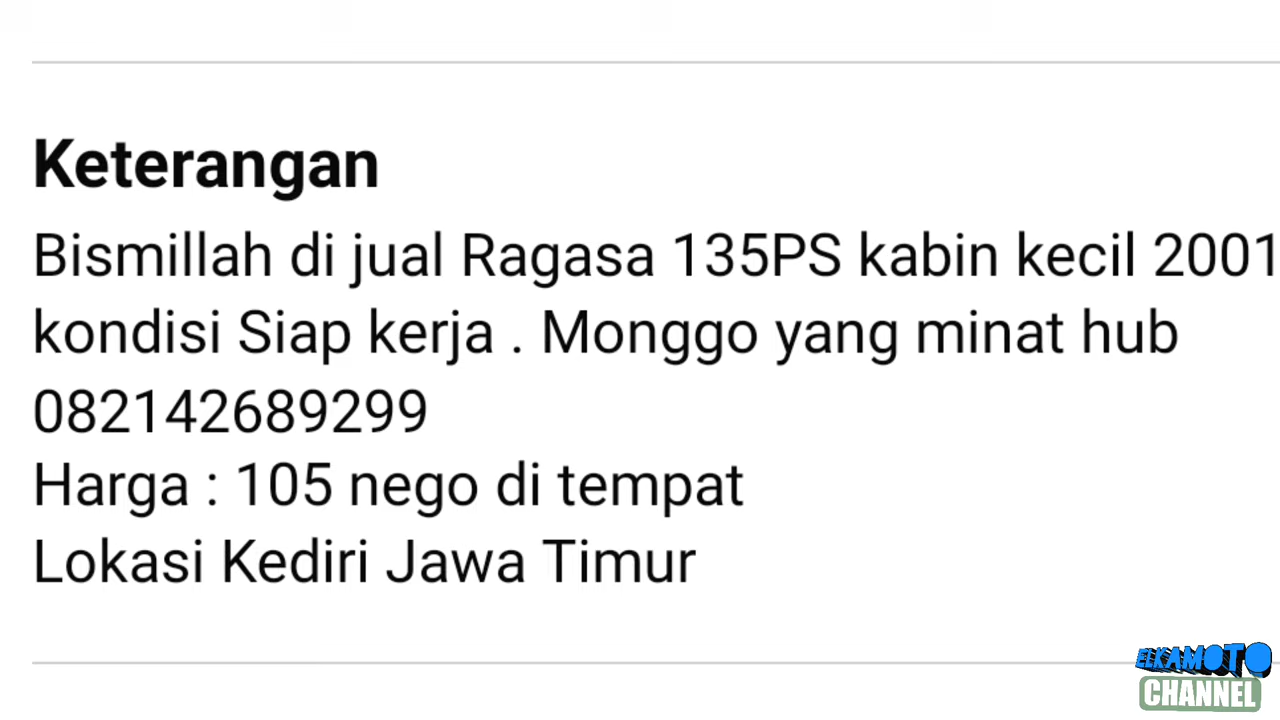 Keterangan
Bismillah di jual Ragasa 135PS kabin kecil 2001
kondisi Siap kerja . Monggo yang minat hub
082142689299
Harga : 105 nego di tempat
Lokasi Kediri Jawa Timur
ELKAMOTO
CHANNEL